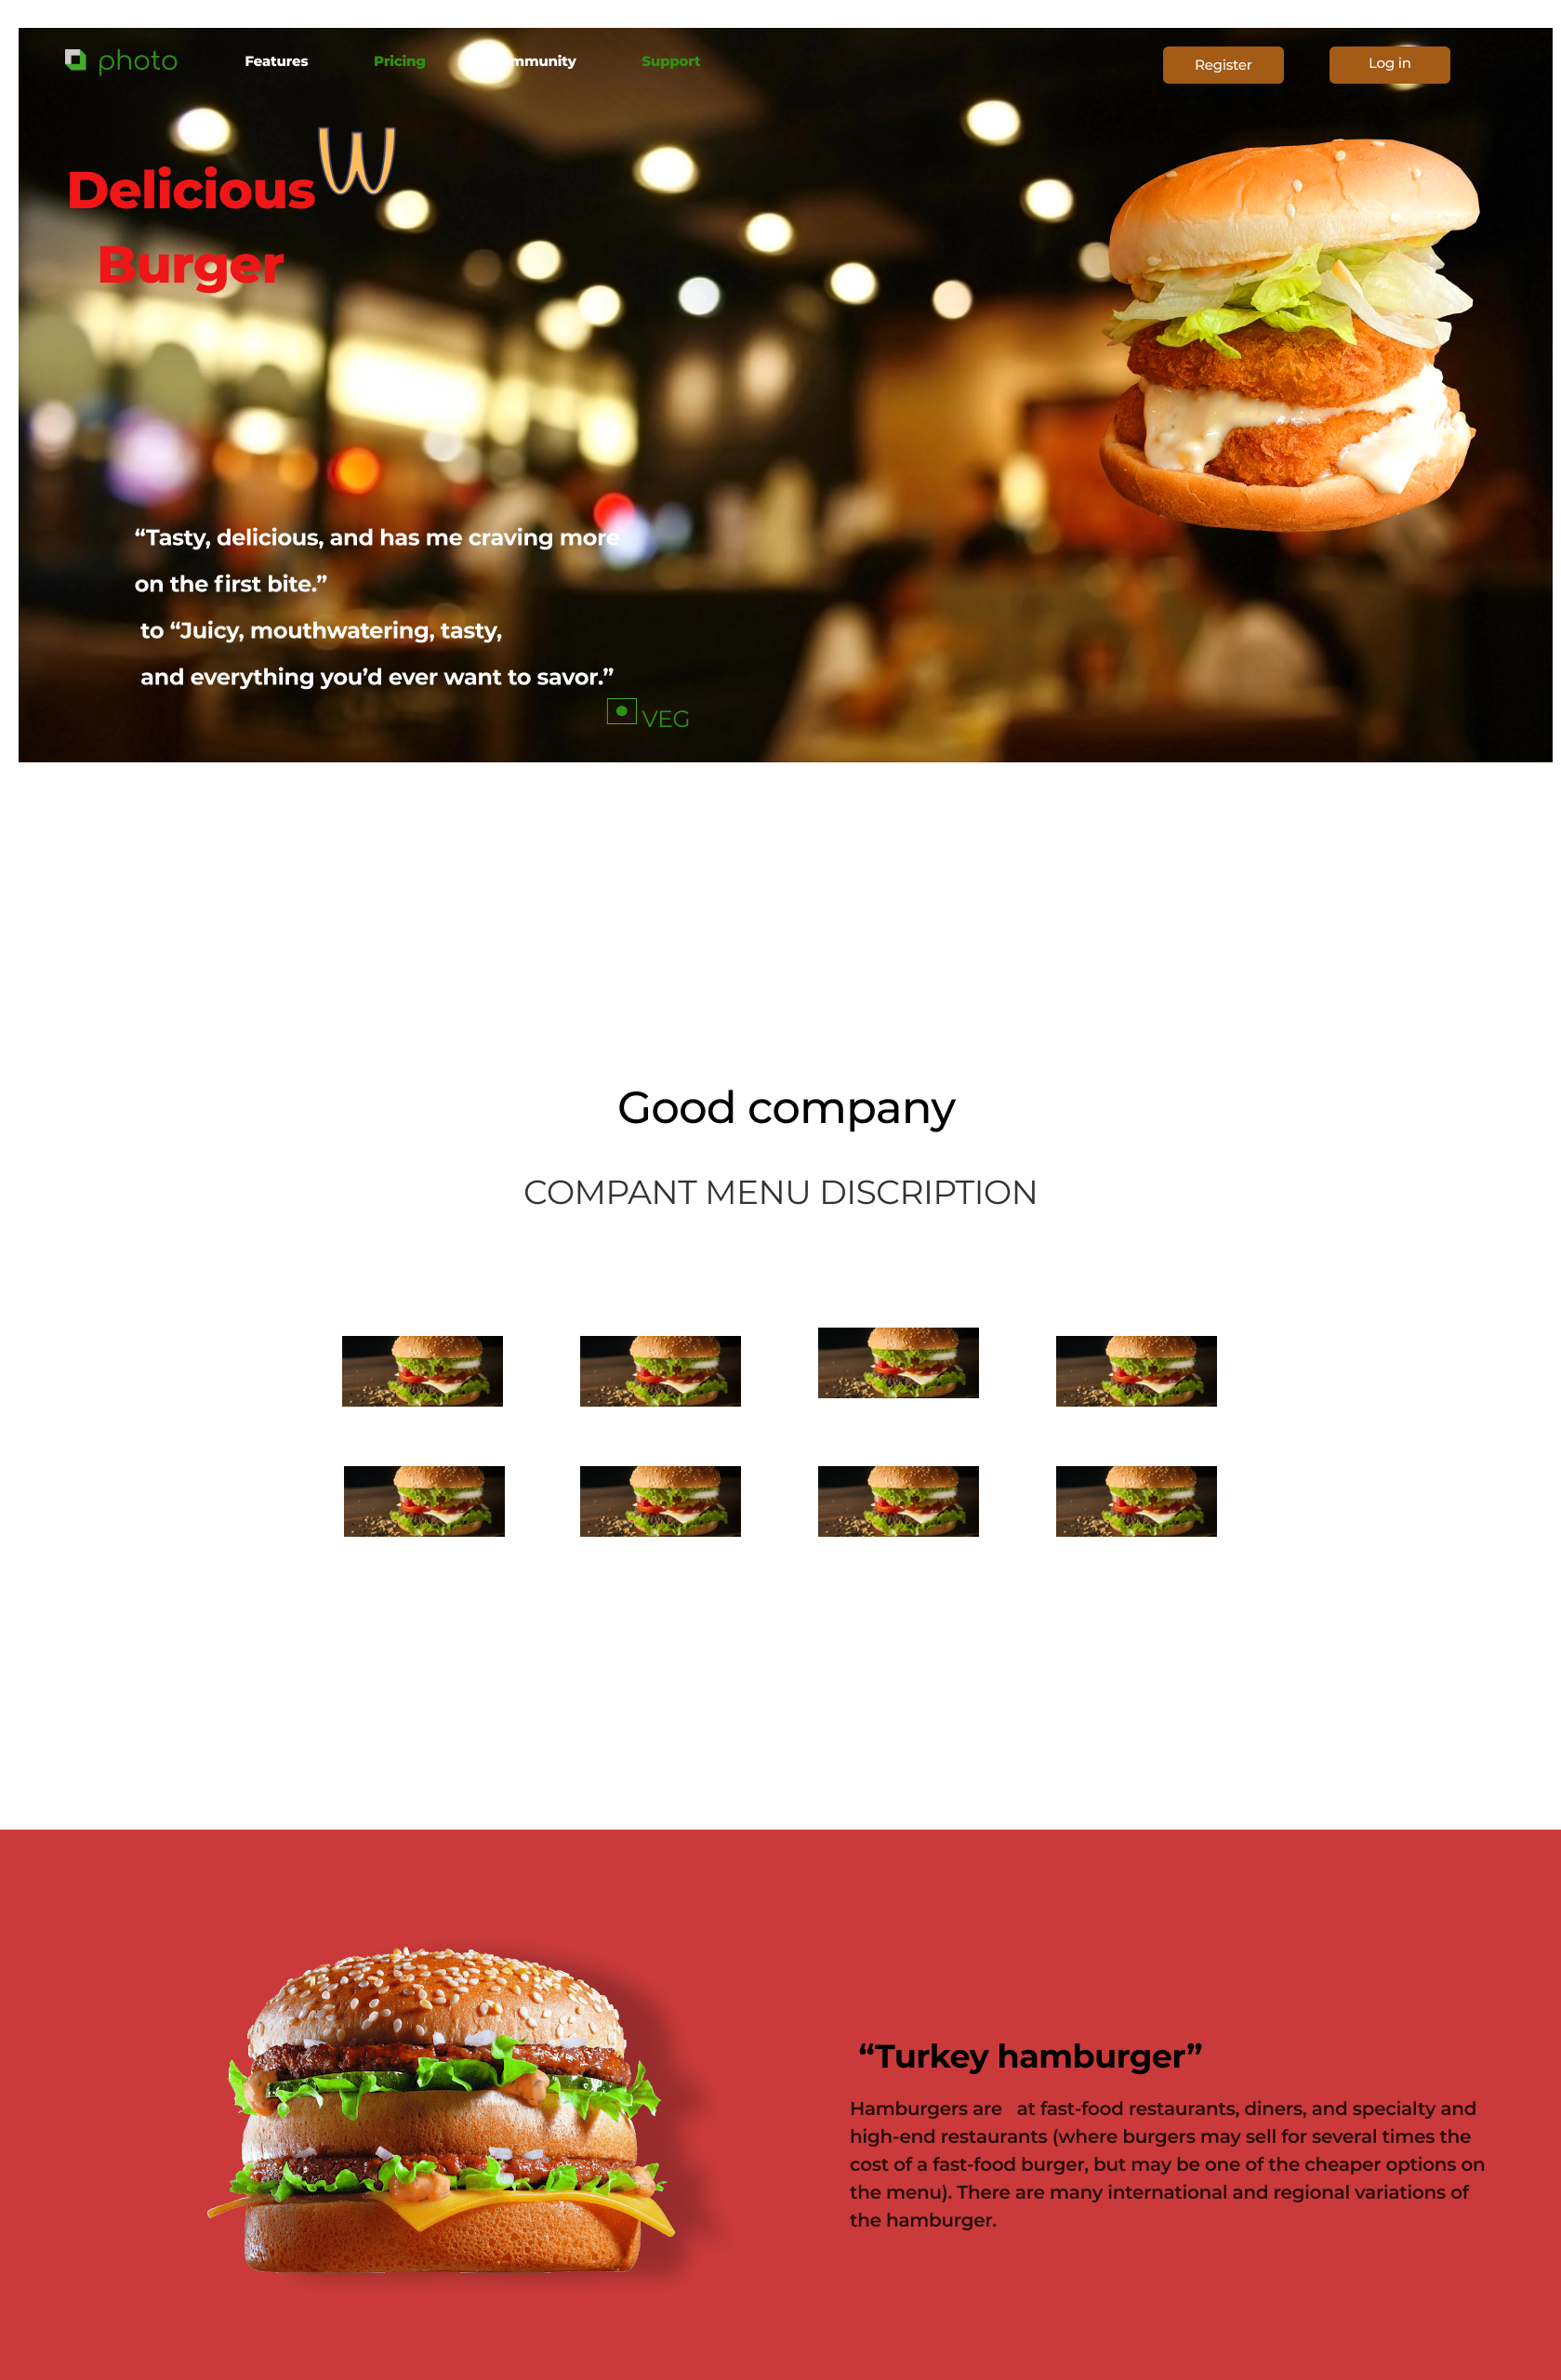 photo
Features
Pricing
mmunity
Support
Register
Log in
W
Delicious
Burger
“Tasty, delicious, and has me craving more
on the first bite.”
to “Juicy, mouthwatering, tasty,
and everything you’d ever want to savor.”
VEG
Good company
COMPANT MENU DISCRIPTION
“Turkey hamburger”
Hamburgers are at fast-food restaurants, diners, and specialty and
high-end restaurants (where burgers may sell for several times the
cost of a fast-food burger, but may be one of the cheaper options on
the menu). There are many international and regional variations of
the hamburger.